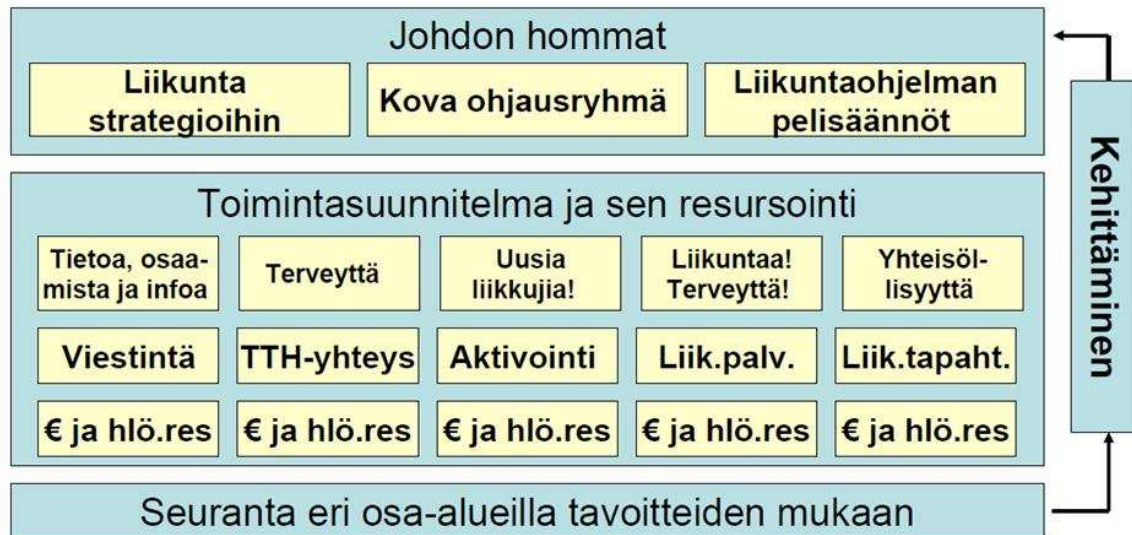 Johdon hommat
Liikunta
strategioihin
Kova ohjausryhmä
Liikuntaohjelman
pelisäännöt
Toimintasuunnitelma ja sen resursointi
Tietoa, osaa-
mista ja infoa
Terveyttä
Uusia
liikkujia!
Liikuntaa!
Terveyttä!
Yhteisöl-
lisyyttä
Viestintä
TTH-yhteys
Aktivointi
Liik.palv.
Liik.tapaht.
€ ja hlö.res
€ ja hlö.res
€ ja hlö.res
€ ja hlö.res
€ ja hlö.res
Seuranta eri osa-alueilla tavoitteiden mukaan
Kehittäminen